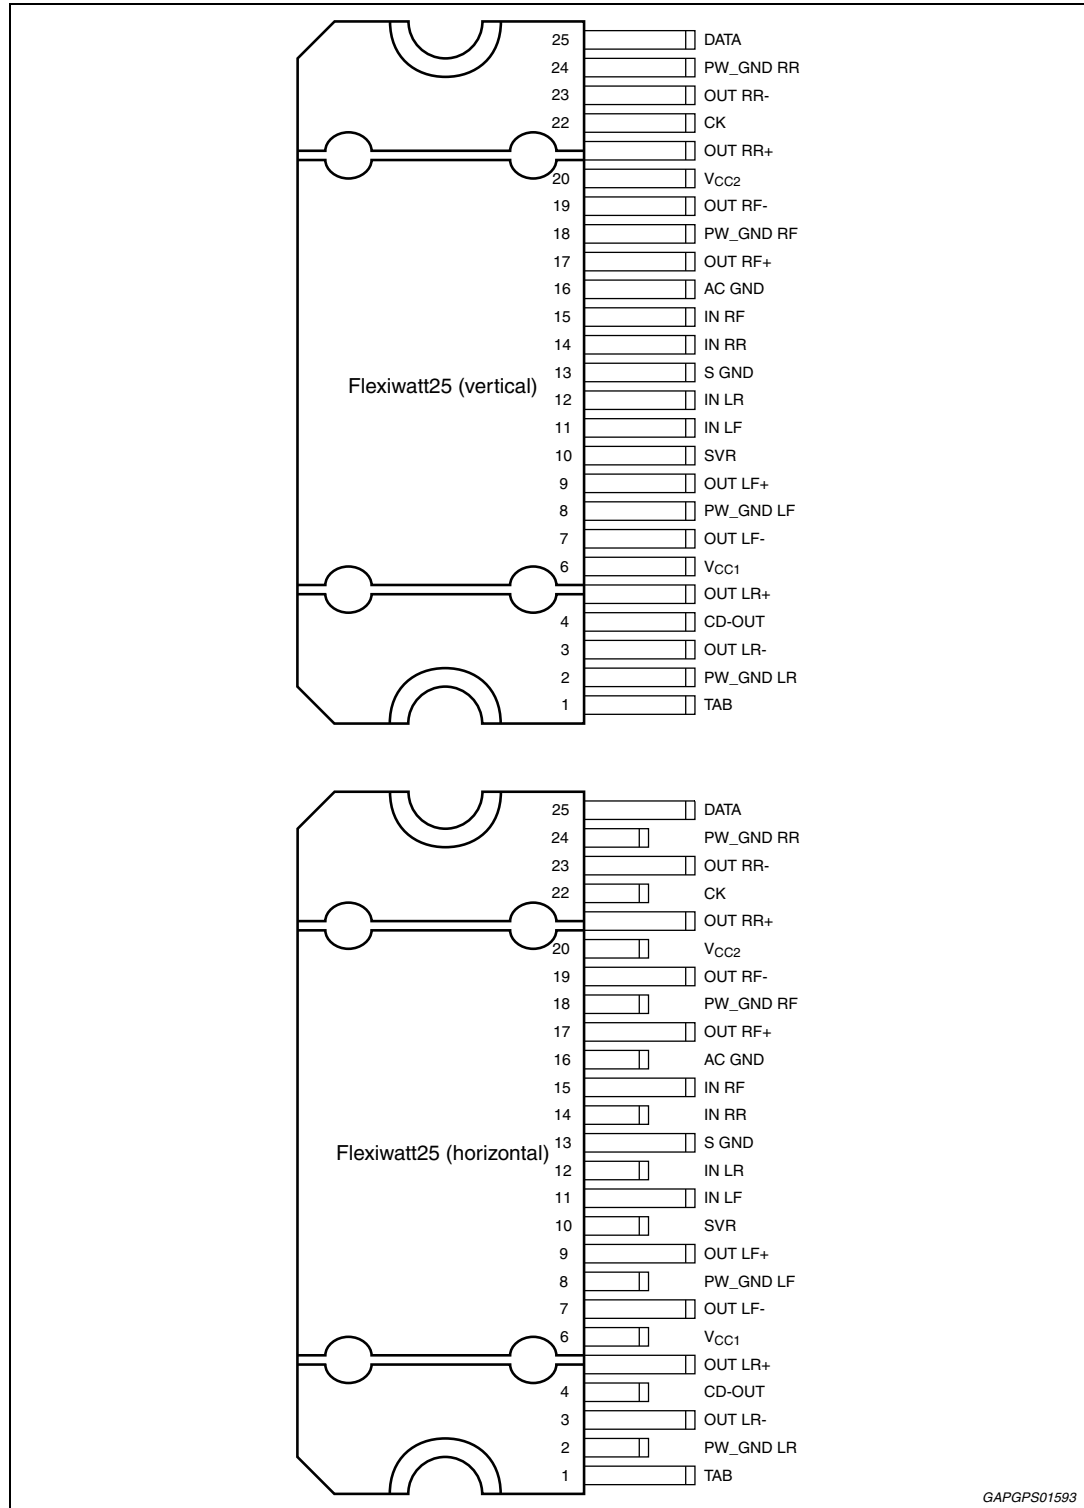 25 DATA
24 PW_GND RR
23 OUT RR-
22 CK
OUT RR+
20 VCC2
19 OUT RF-
18 PW_GND RF
17 OUT RF+
16 AC GND
15 IN RF
14 IN RR
13 S GND
Flexiwatt25 (vertical)
12 IN LR
11 IN LF
10 SVR
9 OUT LF+
8 PW_GND LF
7 OUT LF-
6 VCC1
OUT LR+
4 CD-OUT
3 OUT LR-
2 PW_GND LR
1 TAB
25 DATA
24 PW_GND RR
23 OUT RR-
22 CK
OUT RR+
20 VCC2
19 OUT RF-
18 PW_GND RF
17 OUT RF+
16 AC GND
15 IN RF
14 IN RR
13 S GND
Flexiwatt25 (horizontal)
12 IN LR
11 IN LF
10 SVR
9 OUT LF+
8 PW_GND LF
7 OUT LF-
6 VCC1
OUT LR+
4 CD-OUT
3 OUT LR-
2 PW_GND LR
1 TAB
GAPGPS01593